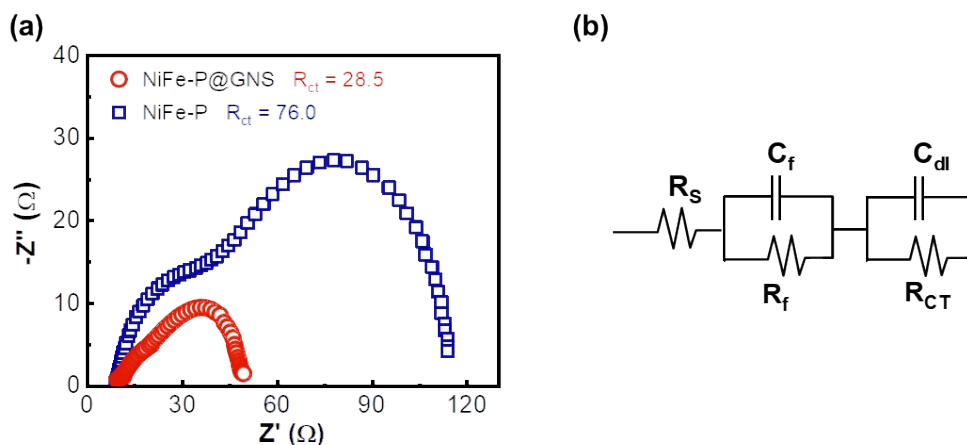 (a)
40
30
20
10
0
-Z" (Ω)
NiFe-P@GNS Rct = 28.5
NiFe-P Rct = 76.0
0 30 60 90 120
Z' (Ω)
(b)
Cf Cdl
RS
Rf RCT